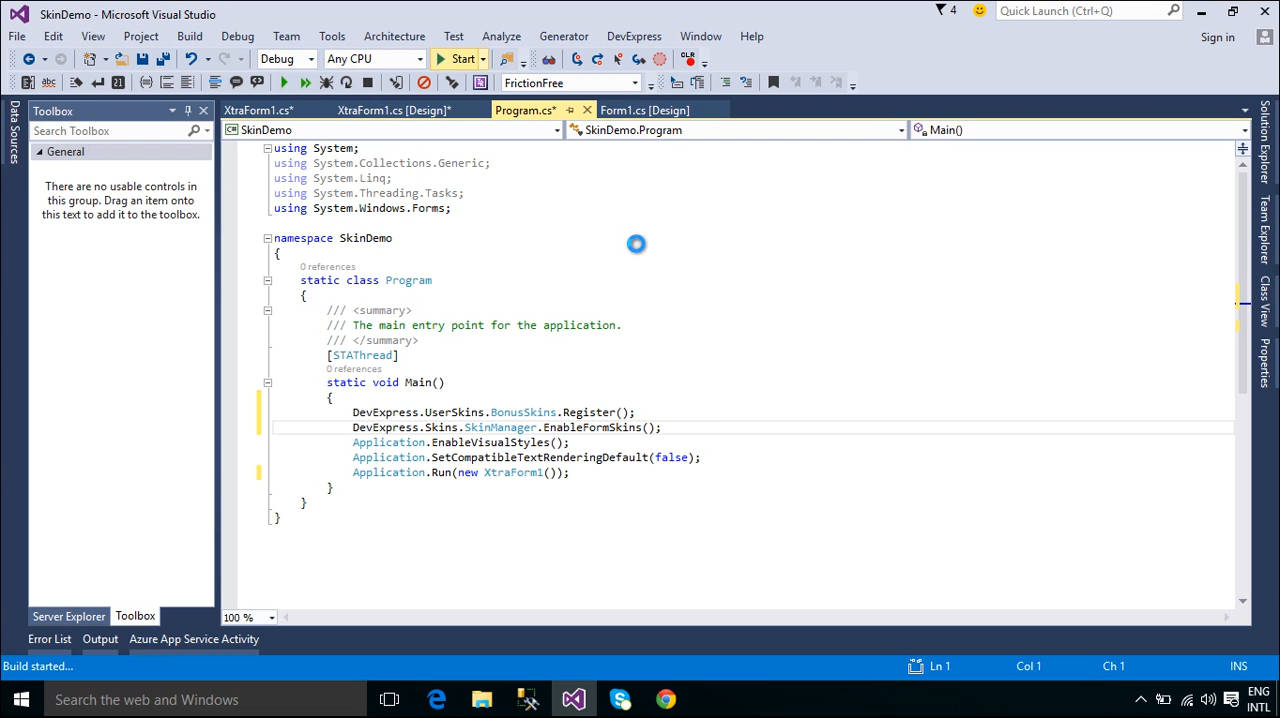 SkinDemo - Microsoft Visual Studio
4
Quick Launch (Ctrl+Q)
File Edit View Project Build Debug Team Tools Architecture Test Analyze Generator DevExpress Window Help
Sign in
Debug Any CPU Start CLR
FrictionFree
Data Sources
Toolbox
Search Toolbox
General
There are no usable controls in
this group. Drag an item onto
this text to add it to the toolbox.
Server Explorer Toolbox
XtraForm1.cs* XtraForm1.cs [Design]* Program.cs* Form1.cs [Design]
SkinDemo SkinDemo.Program Main()
using System;
using System.Collections.Generic;
using System.Linq;
using System.Threading.Tasks;
using System.Windows.Forms;
namespace SkinDemo
{
0 references
static class Program
{
/// <summary>
/// The main entry point for the application.
/// </summary>
[STAThread]
0 references
static void Main()
{
DevExpress.UserSkins.BonusSkins.Register();
DevExpress.Skins.SkinManager.EnableFormSkins();
Application.EnableVisualStyles();
Application.SetCompatibleTextRenderingDefault(false);
Application.Run(new XtraForm1());
}
}
}
100 %
Solution Explorer
Team Explorer
Class View
Properties
Error List Output Azure App Service Activity
Build started... Ln 1 Col 1 Ch 1 INS
Search the web and Windows
ENG
INTL